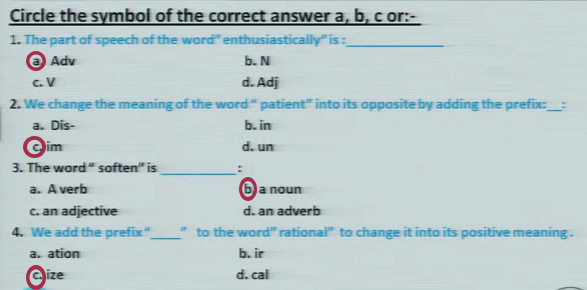 Circle the symbol of the correct answer a, b, c or:-
1. The part of speech of the word" enthusiastically" is :____________
a. Adv b. N
c. V d. Adj
2. We change the meaning of the word " patient" into its opposite by adding the prefix:__:
a. Dis- b. in
c. im d. un
3. The word " soften" is ____________ :
a. A verb b. a noun
c. an adjective d. an adverb
4. We add the prefix "____" to the word" rational" to change it into its positive meaning.
a. ation b. ir
c. ize d. cal